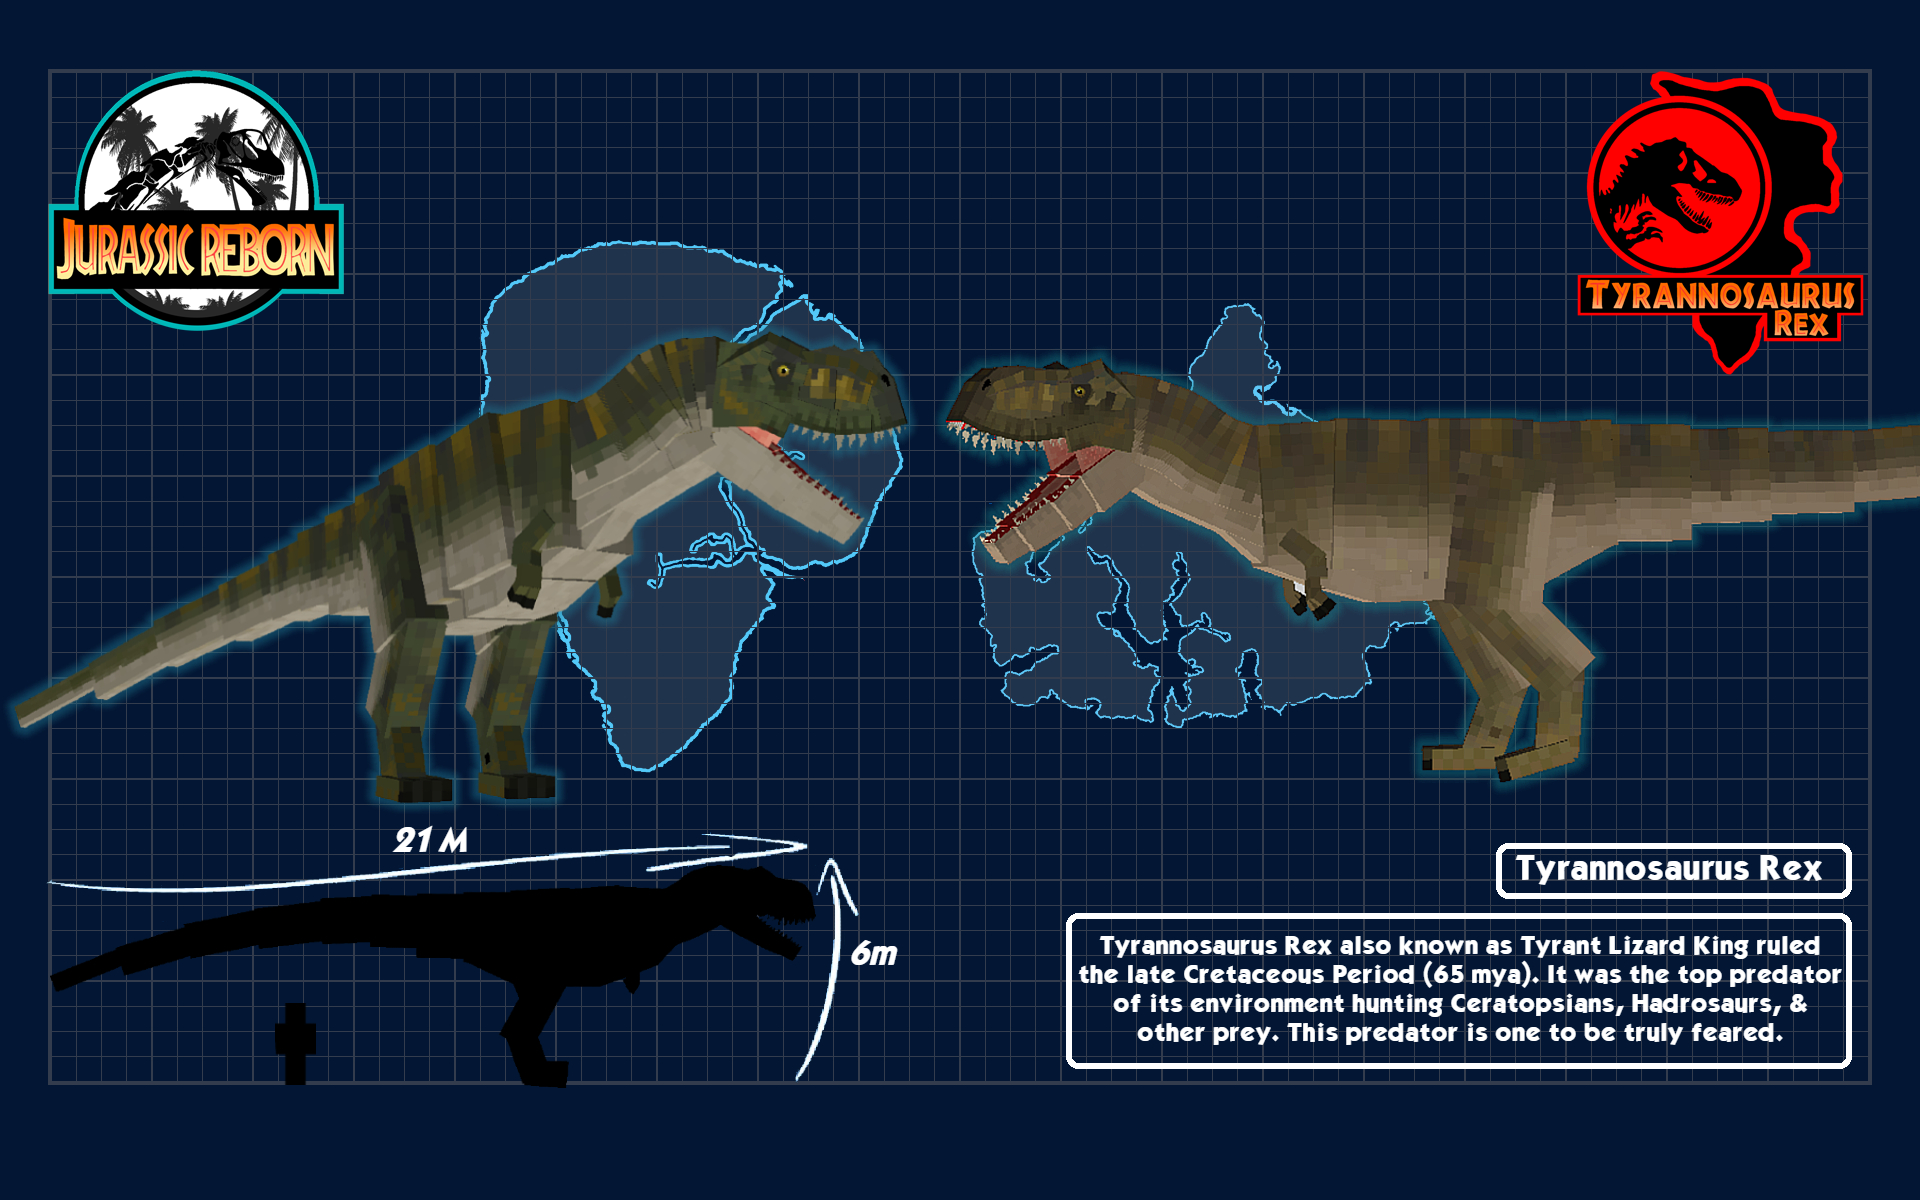 JURASSIC REBORN
TYRANNOSAURUS
REX
21 M
6m
Tyrannosaurus Rex
Tyrannosaurus Rex also known as Tyrant Lizard King ruled
the late Cretaceous Period (65 mya). It was the top predator
of its environment hunting Ceratopsians, Hadrosaurs, &
other prey. This predator is one to be truly feared.